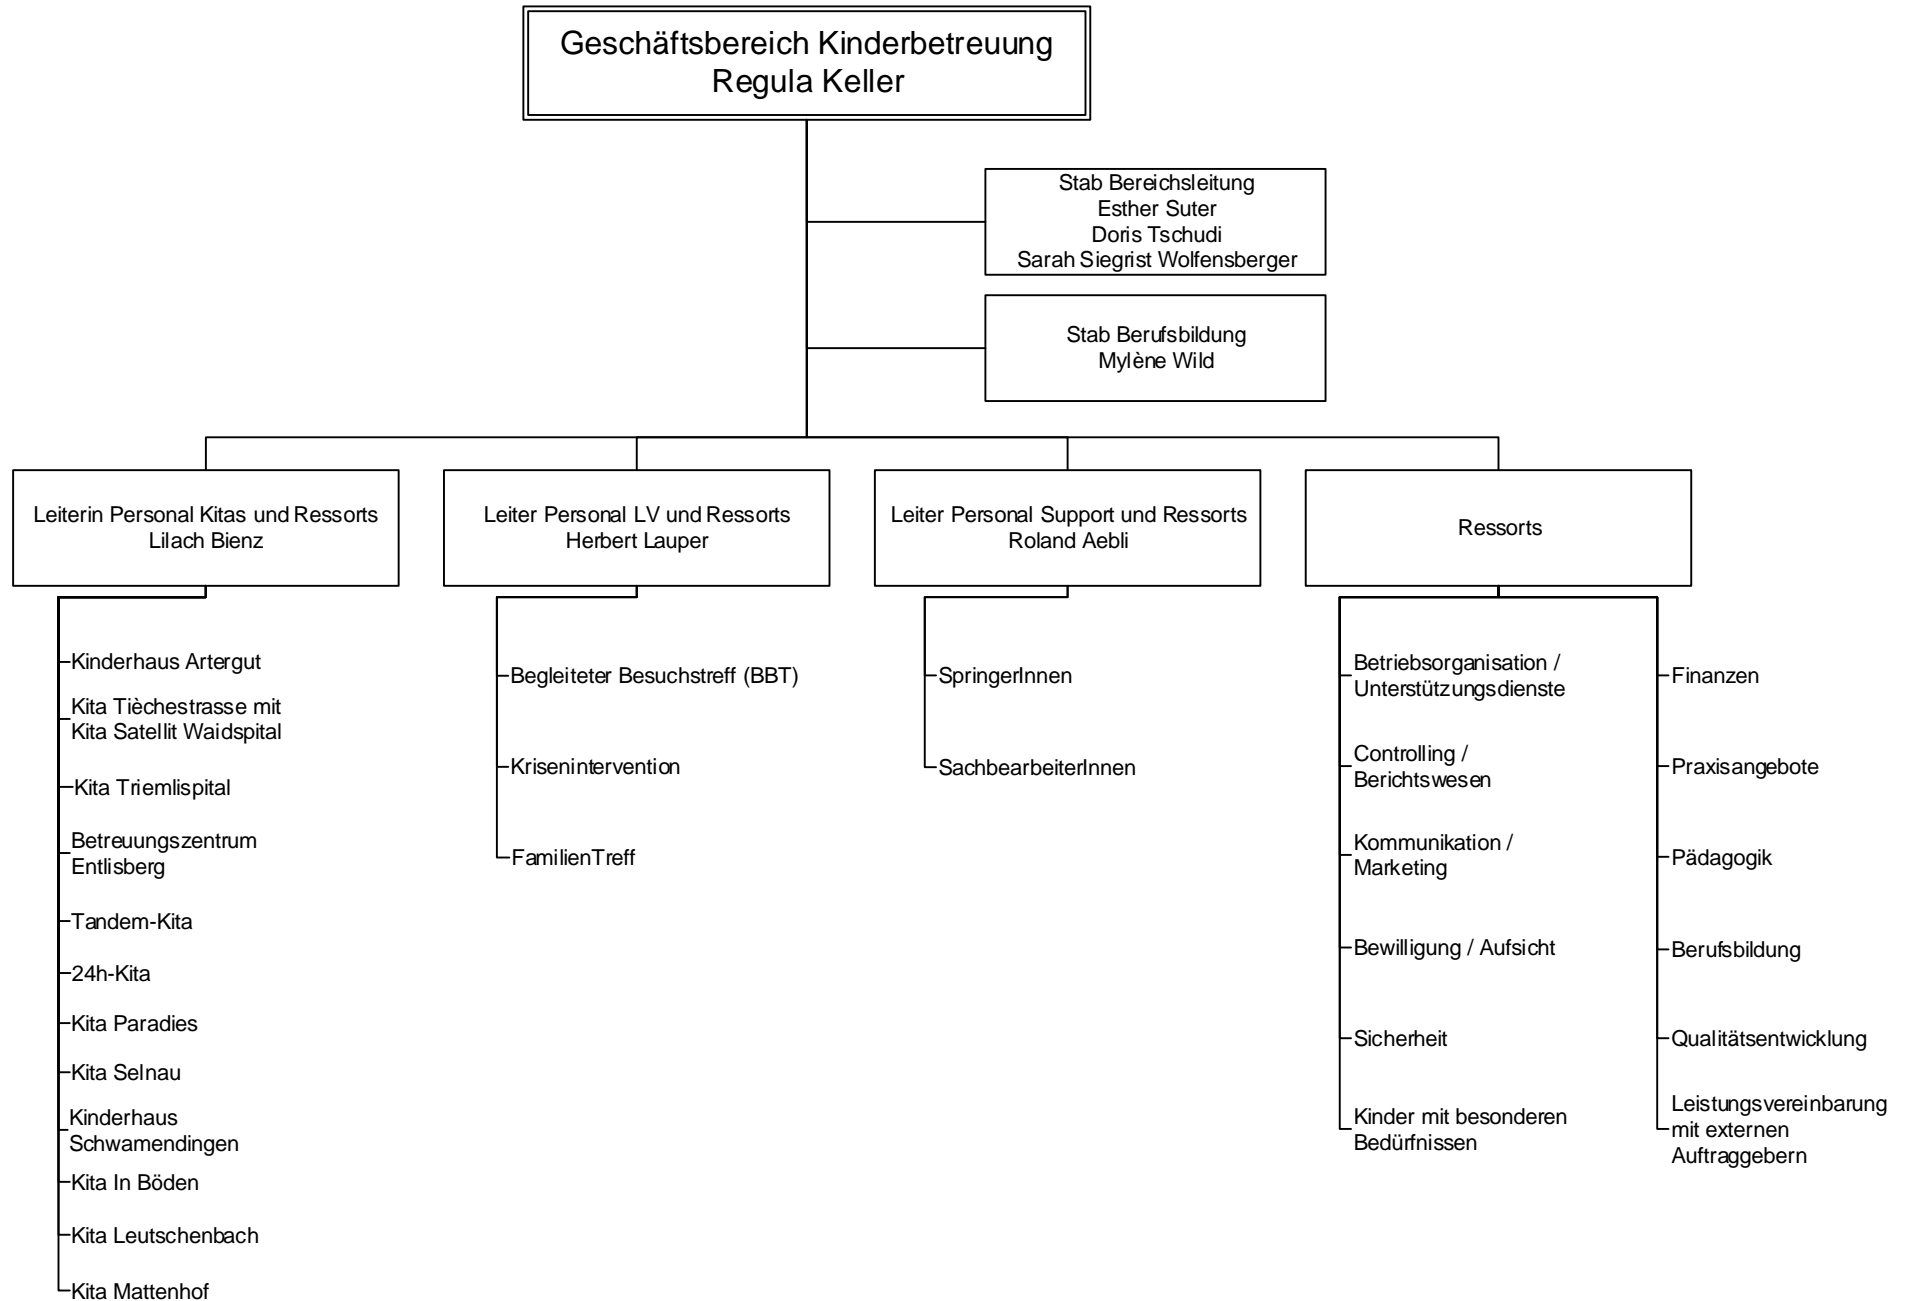 Geschäftsbereich Kinderbetreuung
Regula Keller
Stab Bereichsleitung
Esther Suter
Doris Tschudi
Sarah Siegrist Wolfensberger
Stab Berufsbildung
Mylène Wild
Leiterin Personal Kitas und Ressorts
Lilach Bienz
Leiter Personal LV und Ressorts
Herbert Lauper
Leiter Personal Support und Ressorts
Roland Aebli
Ressorts
Kinderhaus Artergut
Kita Tièchestrasse mit
Kita Satellit Waidspital
Kita Triemlispital
Betreuungszentrum
Entlisberg
Tandem-Kita
24h-Kita
Kita Paradies
Kita Selnau
Kinderhaus
Schwamendingen
Kita In Böden
Kita Leutschenbach
Kita Mattenhof
Begleiteter Besuchstreff (BBT)
Krisenintervention
FamilienTreff
SpringerInnen
SachbearbeiterInnen
Betriebsorganisation /
Unterstützungsdienste
Controlling /
Berichtswesen
Kommunikation /
Marketing
Bewilligung / Aufsicht
Sicherheit
Kinder mit besonderen
Bedürfnissen
Finanzen
Praxisangebote
Pädagogik
Berufsbildung
Qualitätsentwicklung
Leistungsvereinbarung
mit externen
Auftraggebern